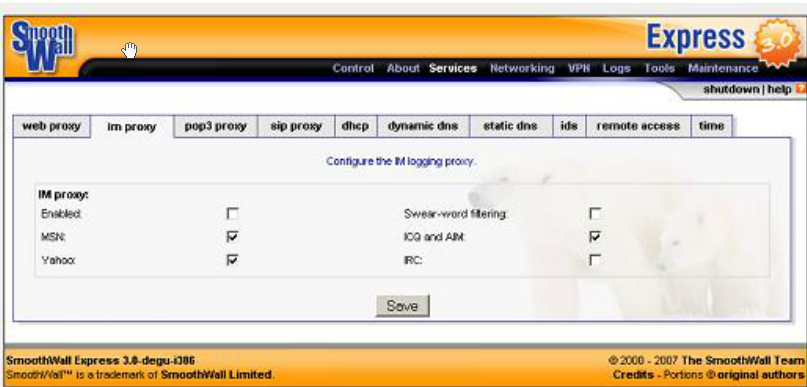 Smooth
Wall
Express 3.0
Control About Services Networking VPN Logs Tools Maintenance
shutdown | help ?
web proxy im proxy pop3 proxy sip proxy dhcp dynamic dns static dns ids remote access time
Configure the IM logging proxy.
IM proxy:
Enabled: Swear-word filtering:
MSN: ICQ and AIM:
Yahoo: IRC:
Save
SmoothWall Express 3.0-degu-i386 © 2000 - 2007 The SmoothWall Team
SmoothWall™ is a trademark of SmoothWall Limited. Credits - Portions © original authors